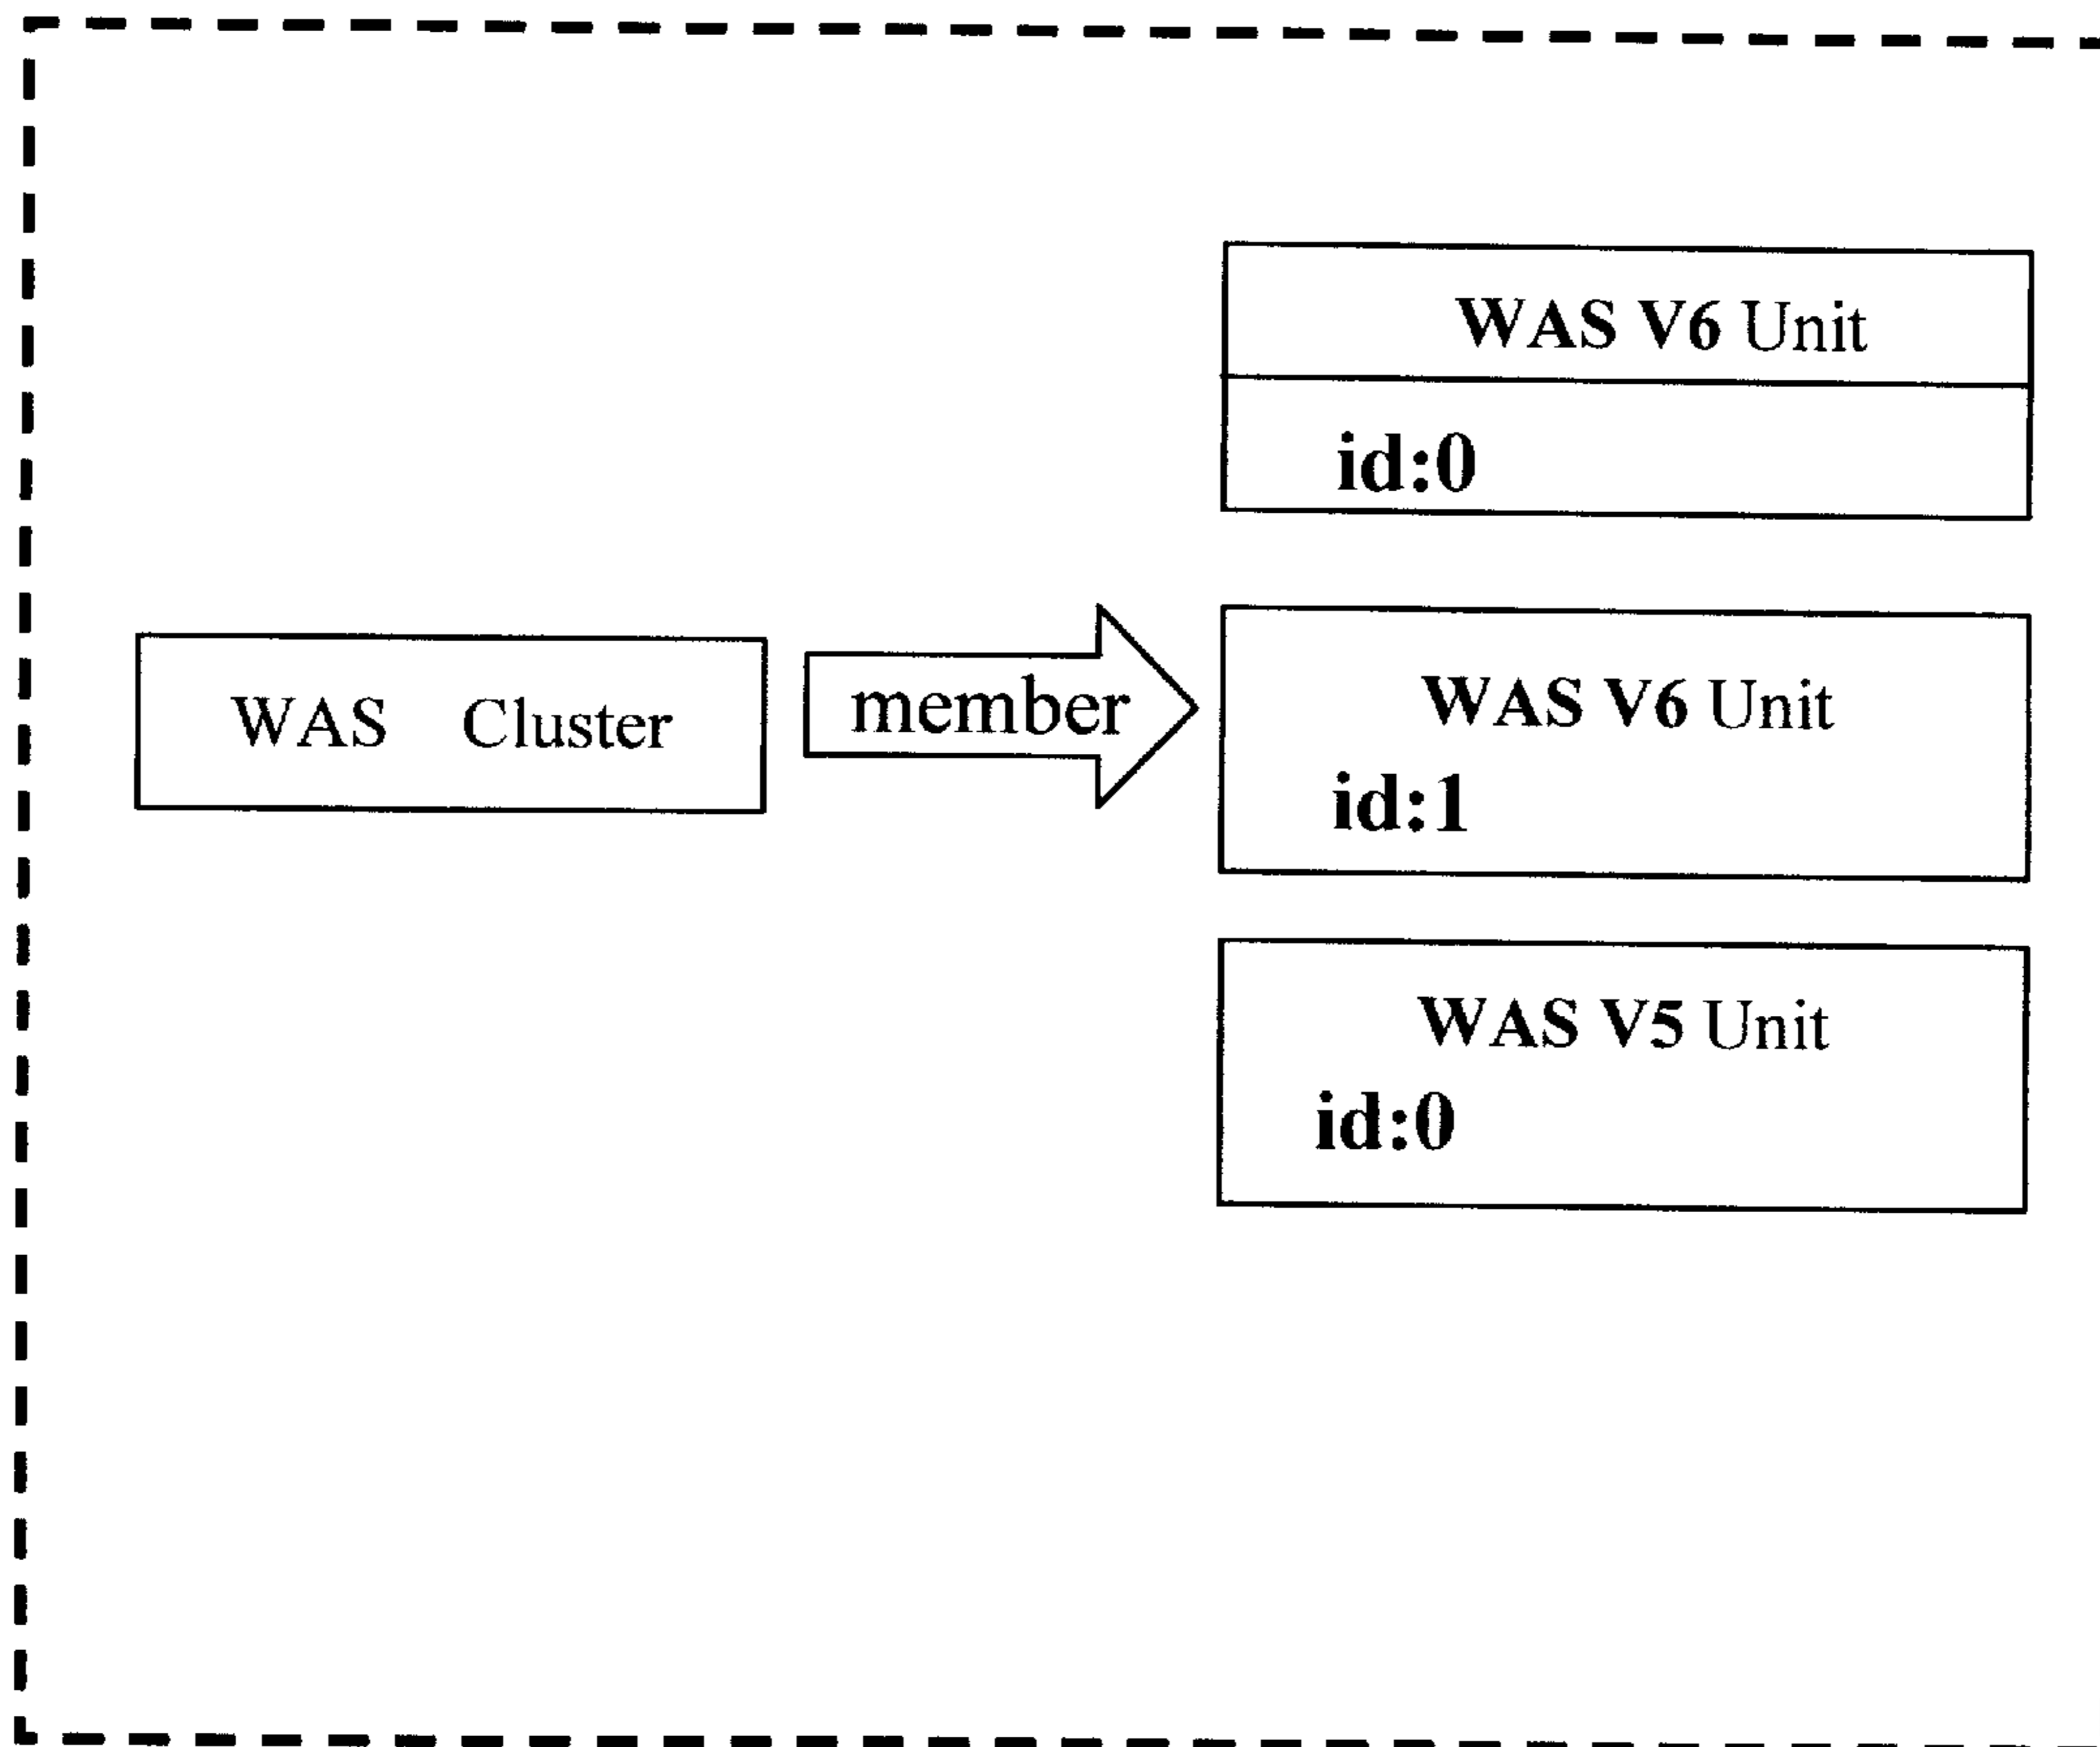 WAS V6 Unit
id:0
WAS Cluster
member
WAS V6 Unit
id:1
WAS V5 Unit
id:0